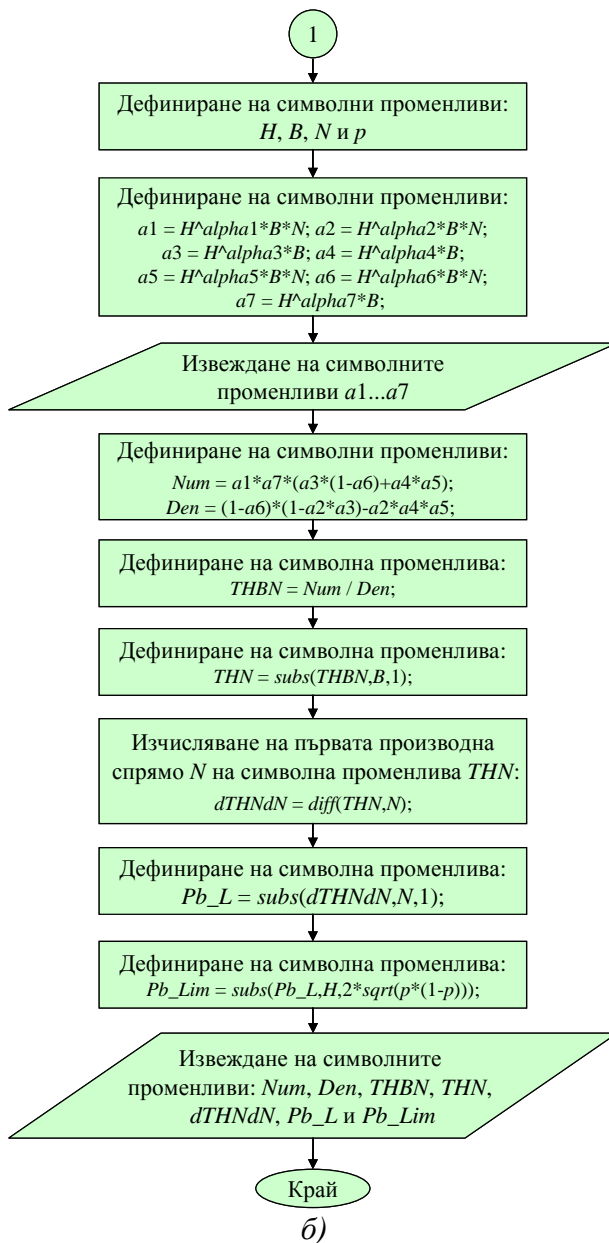 1
Дефиниране на символни променливи:
H, B, N и p
Дефиниране на символни променливи:
a1 = H^alpha1*B*N; a2 = H^alpha2*B*N;
a3 = H^alpha3*B; a4 = H^alpha4*B;
a5 = H^alpha5*B*N; a6 = H^alpha6*B*N;
a7 = H^alpha7*B;
Извеждане на символните
променливи a1...a7
Дефиниране на символни променливи:
Num = a1*a7*(a3*(1-a6)+a4*a5);
Den = (1-a6)*(1-a2*a3)-a2*a4*a5;
Дефиниране на символна променлива:
THBN = Num / Den;
Дефиниране на символна променлива:
THN = subs(THBN,B,1);
Изчисляване на първата производна
спрямо N на символна променлива THN:
dTHNdN = diff(THN,N);
Дефиниране на символна променлива:
Pb_L = subs(dTHNdN,N,1);
Дефиниране на символна променлива:
Pb_Lim = subs(Pb_L,H,2*sqrt(p*(1-p)));
Извеждане на символните
променливи: Num, Den, THBN, THN,
dTHNdN, Pb_L и Pb_Lim
Край
б)